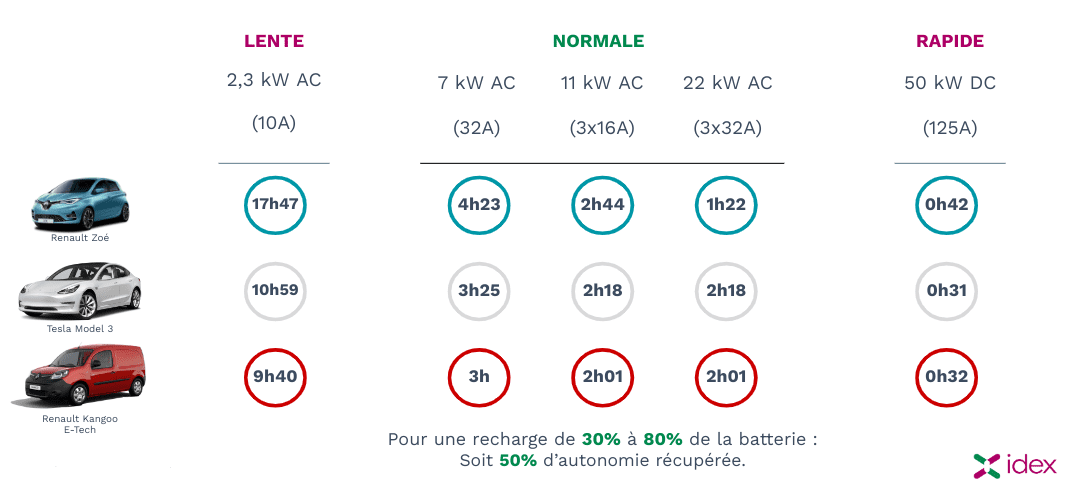 LENTE NORMALE RAPIDE
2,3 kW AC 7 kW AC 11 kW AC 22 kW AC 50 kW DC
(10A) (32A) (3x16A) (3x32A) (125A)
17h47 4h23 2h44 1h22 0h42
Renault Zoé
10h59 3h25 2h18 2h18 0h31
Tesla Model 3
9h40 3h 2h01 2h01 0h32
Renault Kangoo
E-Tech
Pour une recharge de 30% à 80% de la batterie :
Soit 50% d'autonomie récupérée.
idex